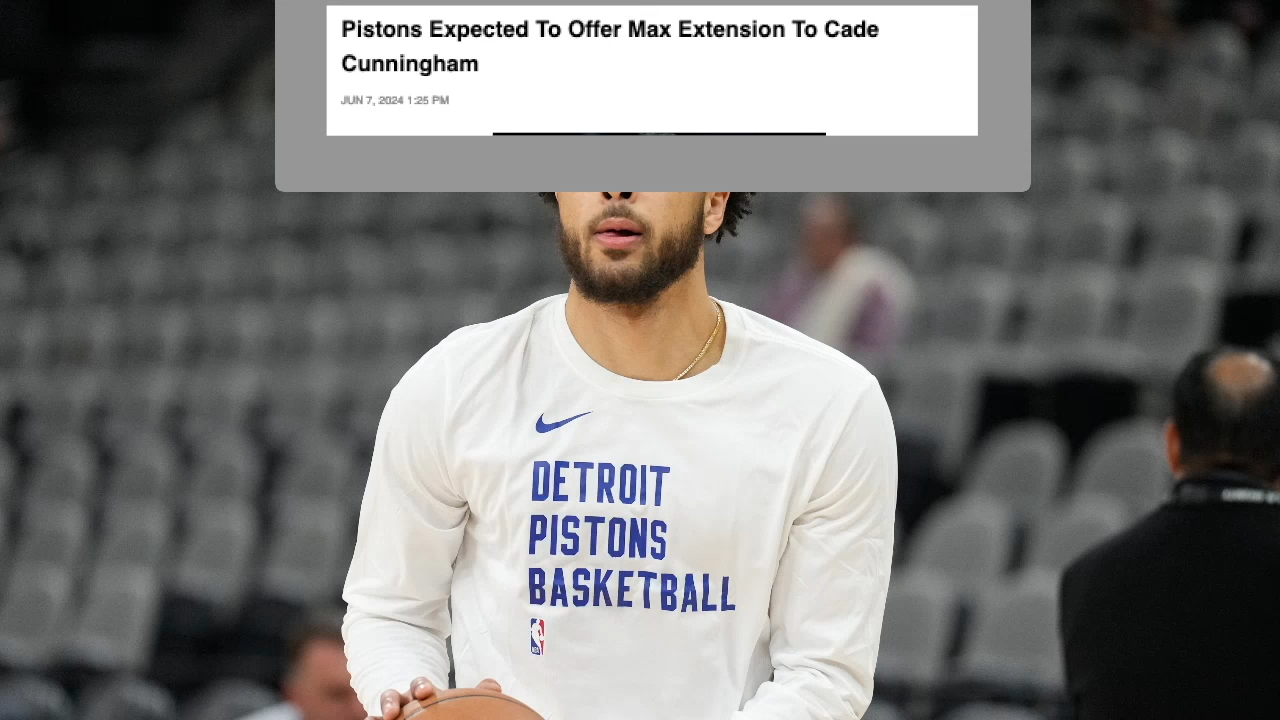 Pistons Expected To Offer Max Extension To Cade
Cunningham
JUN 7, 2024 1:25 PM
DETROIT
PISTONS
BASKETBALL